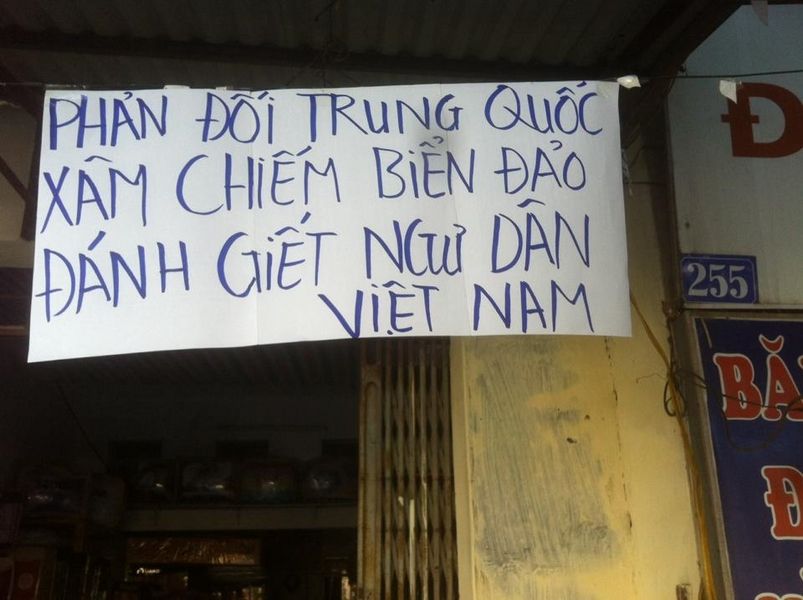 PHẢN ĐỐI TRUNG QUỐC
XÂM CHIẾM BIỂN ĐẢO
ĐÁNH GIẾT NGƯ DÂN
VIỆT NAM
255